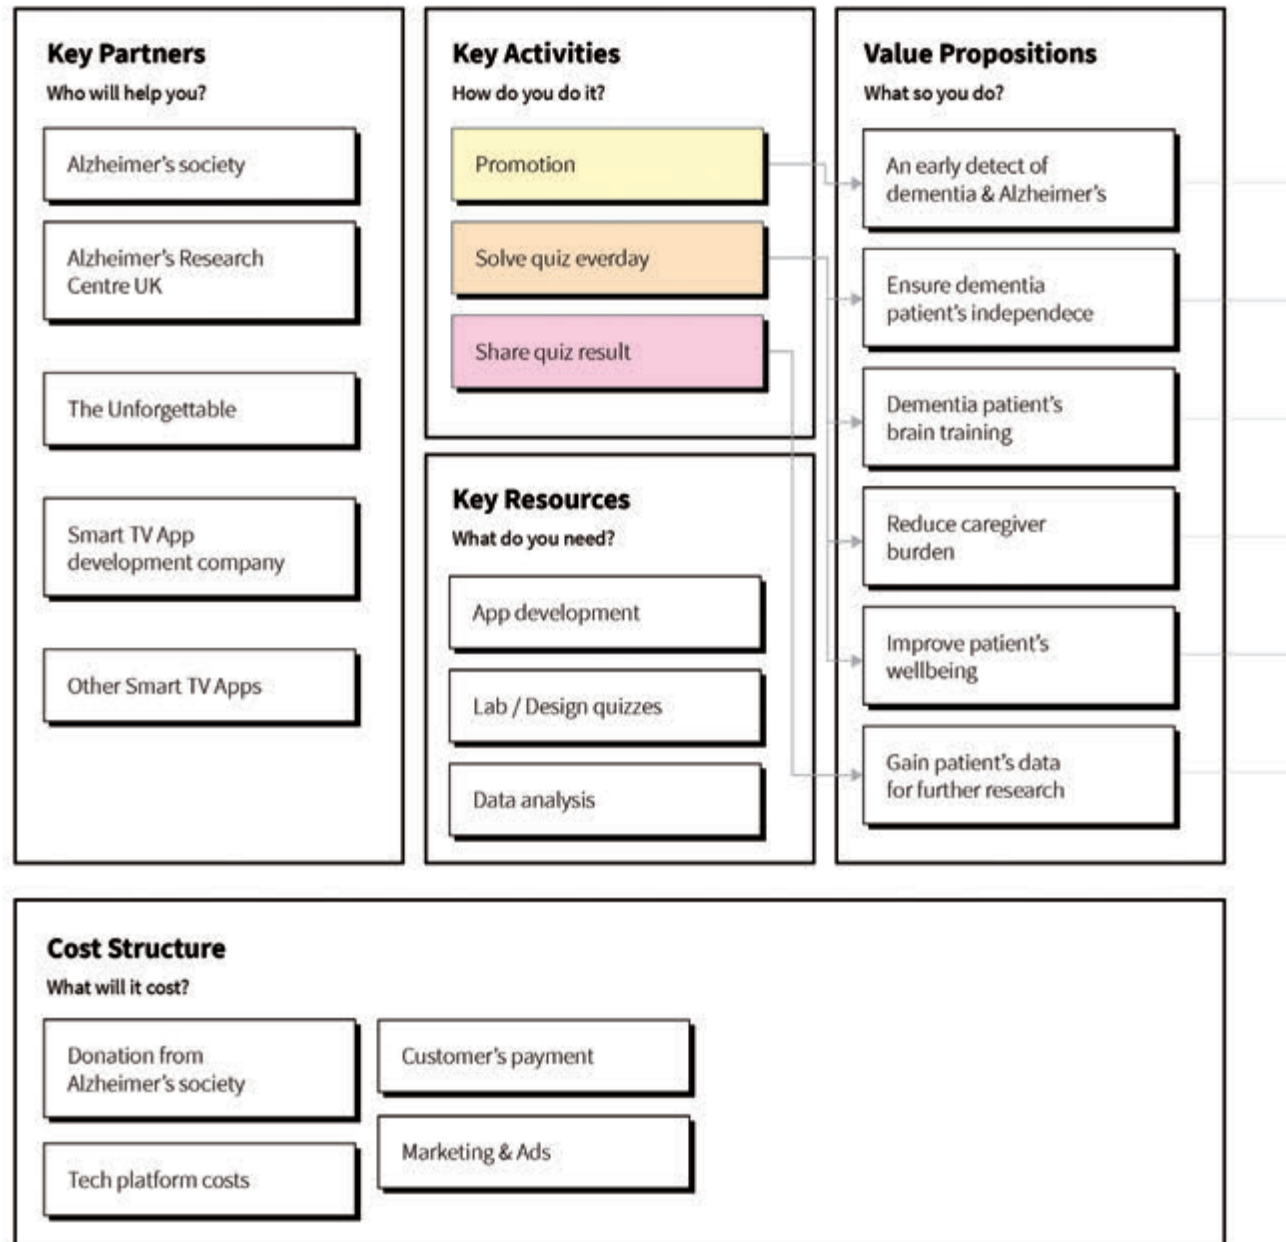 Key Partners
Who will help you?
Alzheimer's society
Alzheimer's Research
Centre UK
The Unforgettable
Smart TV App
development company
Other Smart TV Apps
Key Activities
How do you do it?
Promotion
Solve quiz everday
Share quiz result
Key Resources
What do you need?
App development
Lab / Design quizzes
Data analysis
Value Propositions
What so you do?
An early detect of
dementia & Alzheimer's
Ensure dementia
patient's independece
Dementia patient's
brain training
Reduce caregiver
burden
Improve patient's
wellbeing
Gain patient's data
for further research
Cost Structure
What will it cost?
Donation from
Alzheimer's society
Tech platform costs
Customer's payment
Marketing & Ads